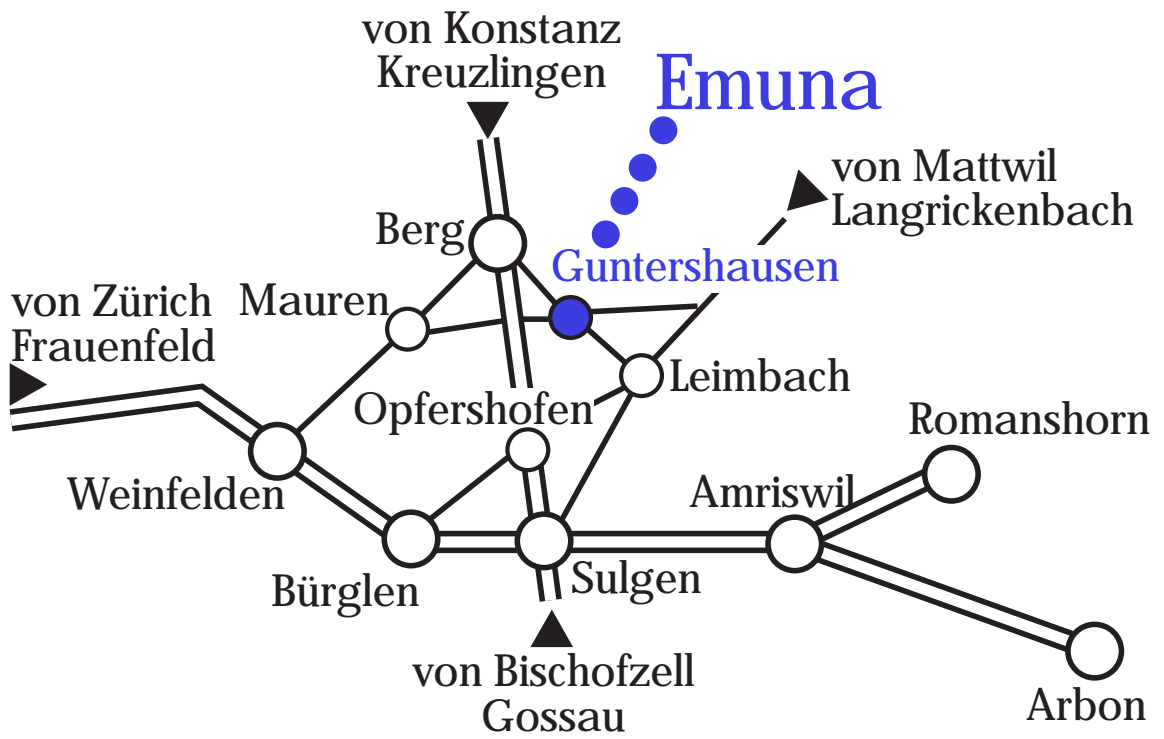 von Konstanz
Kreuzlingen
Emuna
von Mattwil
Langrickenbach
Berg
Guntershausen
von Zürich
Frauenfeld
Mauren
Leimbach
Opfershofen
Romanshorn
Weinfelden
Amriswil
Bürglen
Sulgen
von Bischofzell
Gossau
Arbon